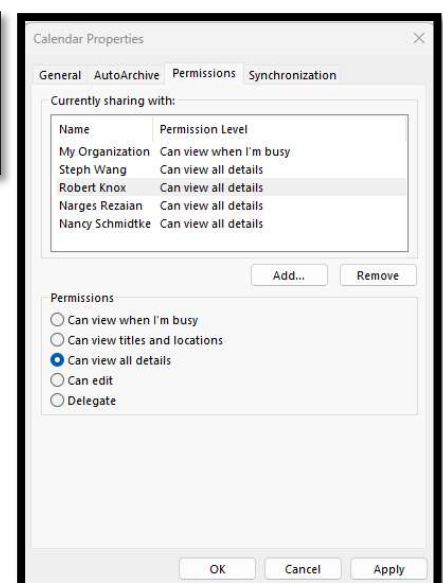 Calendar Properties
General AutoArchive Permissions Synchronization
Currently sharing with:
Name Permission Level
My Organization Can view when I'm busy
Steph Wang Can view all details
Robert Knox Can view all details
Narges Rezaian Can view all details
Nancy Schmidtke Can view all details
Add... Remove
Permissions
Can view when I'm busy
Can view titles and locations
Can view all details
Can edit
Delegate
OK Cancel Apply